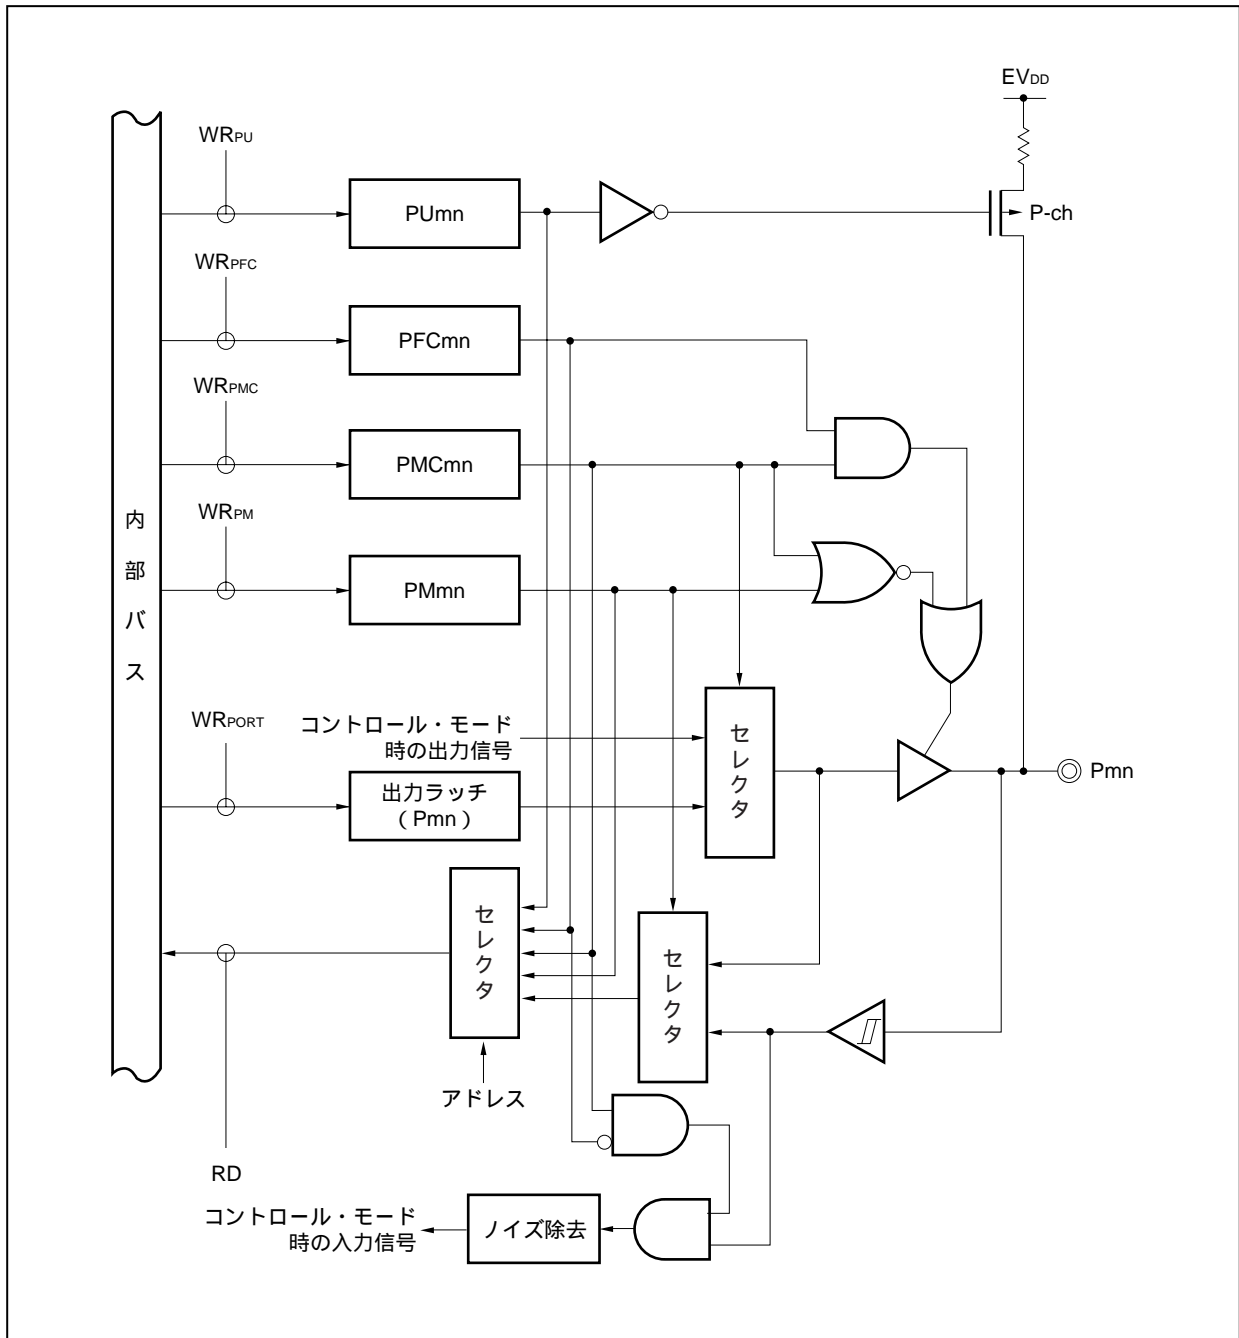 EVDD
WRPU
PUmn
P-ch
WRPFC
PFCmn
WRPMC
PMCmn
WRPM
PMmn
内部バス
WRPORT
コントロール・モード
時の出力信号
セレクタ
出力ラッチ
(Pmn)
Pmn
セレクタ
セレクタ
アドレス
RD
コントロール・モード
時の入力信号
ノイズ除去